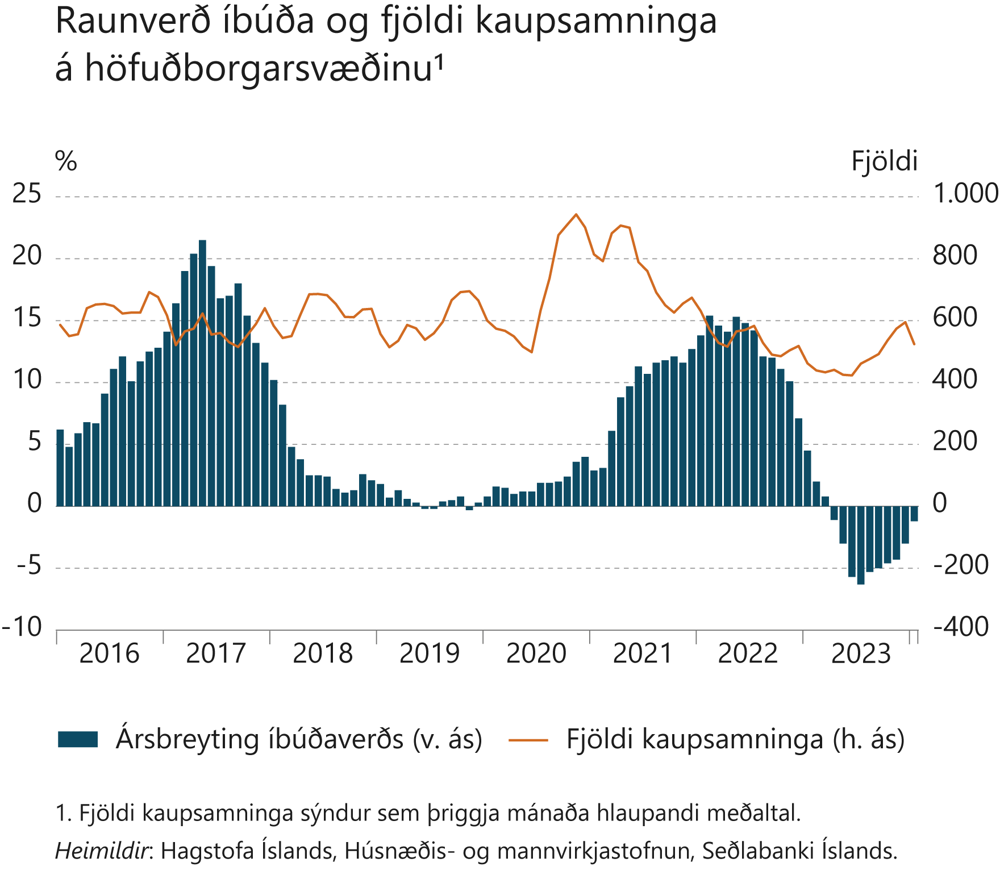 Raunverð íbúða og fjöldi kaupsamninga
á höfuðborgarsvæðinu¹
% Fjöldi
25 1.000
20 800
15 600
10 400
5 200
0 0
-5 -200
-10 -400
2016 2017 2018 2019 2020 2021 2022 2023
Ársbreyting íbúðaverðs (v. ás) Fjöldi kaupsamninga (h. ás)
1. Fjöldi kaupsamninga sýndur sem þriggja mánaða hlaupandi meðaltal.
Heimildir: Hagstofa Íslands, Húsnæðis- og mannvirkjastofnun, Seðlabanki Íslands.